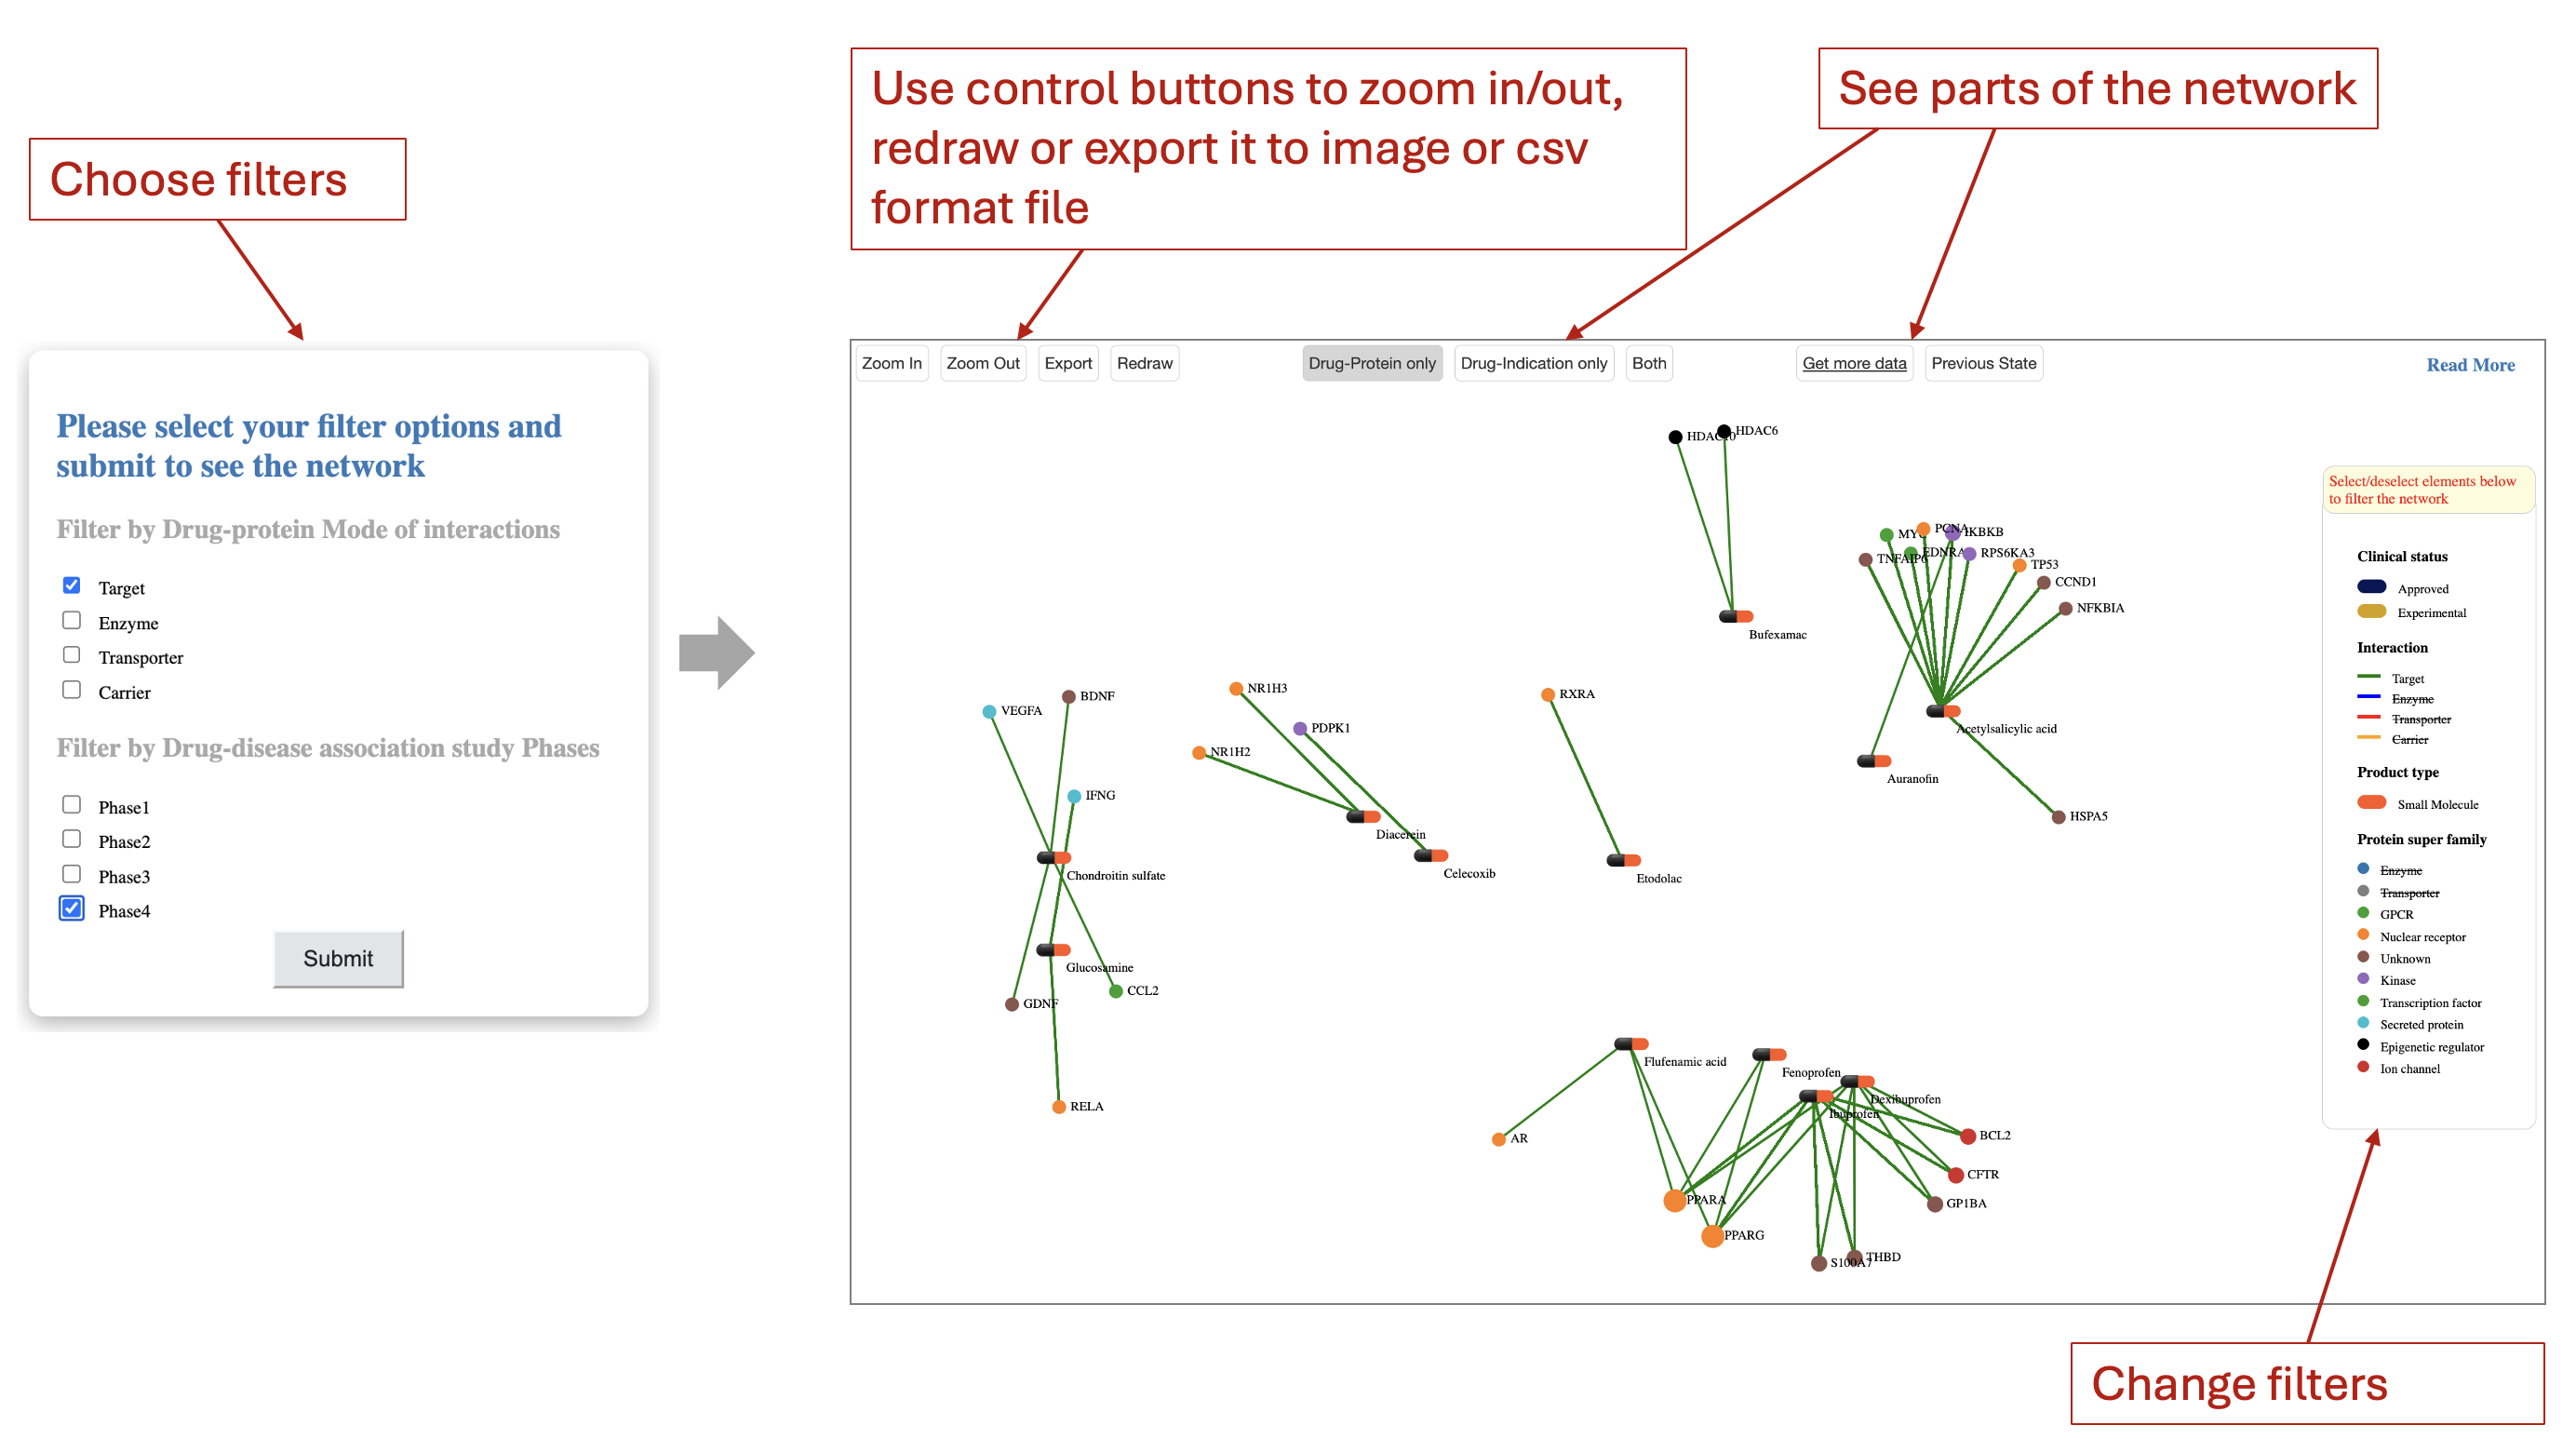 Choose filters
Use control buttons to zoom in/out,
redraw or export it to image or csv
format file
See parts of the network
Please select your filter options and
submit to see the network
Filter by Drug-protein Mode of interactions
Target
Enzyme
Transporter
Carrier
Filter by Drug-disease association study Phases
Phase1
Phase2
Phase3
Phase4
Submit
Zoom In
Zoom Out
Export
Redraw
Drug-Protein only
Drug-Indication only
Both
Get more data
Previous State
Read More
HDAC10
HDAC6
Bufexamac
MYC
PCNA
IKBKB
TNFAIP6
EDNRA
RPS6KA3
TP53
CCND1
NFKBIA
Acetylsalicylic acid
Auranofin
HSPA5
VEGFA
BDNF
IFNG
Chondroitin sulfate
Glucosamine
GDNF
CCL2
RELA
NR1H3
PDPK1
NR1H2
Diacerein
Celecoxib
RXRA
Etodolac
Flufenamic acid
Fenoprofen
Dexibuprofen
Ibuprofen
AR
BCL2
CFTR
GP1BA
PPARA
PPARG
S100A7
THBD
Select/deselect elements below
to filter the network
Clinical status
Approved
Experimental
Interaction
Target
Enzyme
Transporter
Carrier
Product type
Small Molecule
Protein super family
Enzyme
Transporter
GPCR
Nuclear receptor
Unknown
Kinase
Transcription factor
Secreted protein
Epigenetic regulator
Ion channel
Change filters